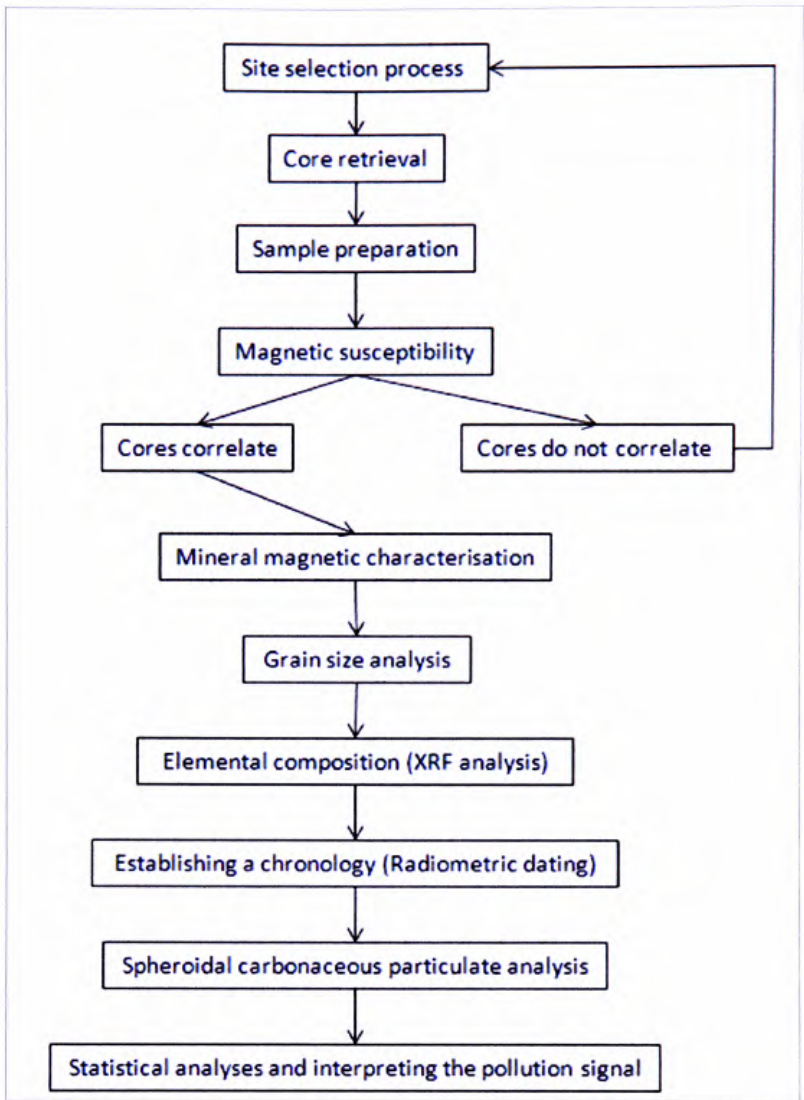 Site selection process
Core retrieval
Sample preparation
Magnetic susceptibility
Cores correlate
Cores do not correlate
Mineral magnetic characterisation
Grain size analysis
Elemental composition (XRF analysis)
Establishing a chronology (Radiometric dating)
Spheroidal carbonaceous particulate analysis
Statistical analyses and interpreting the pollution signal